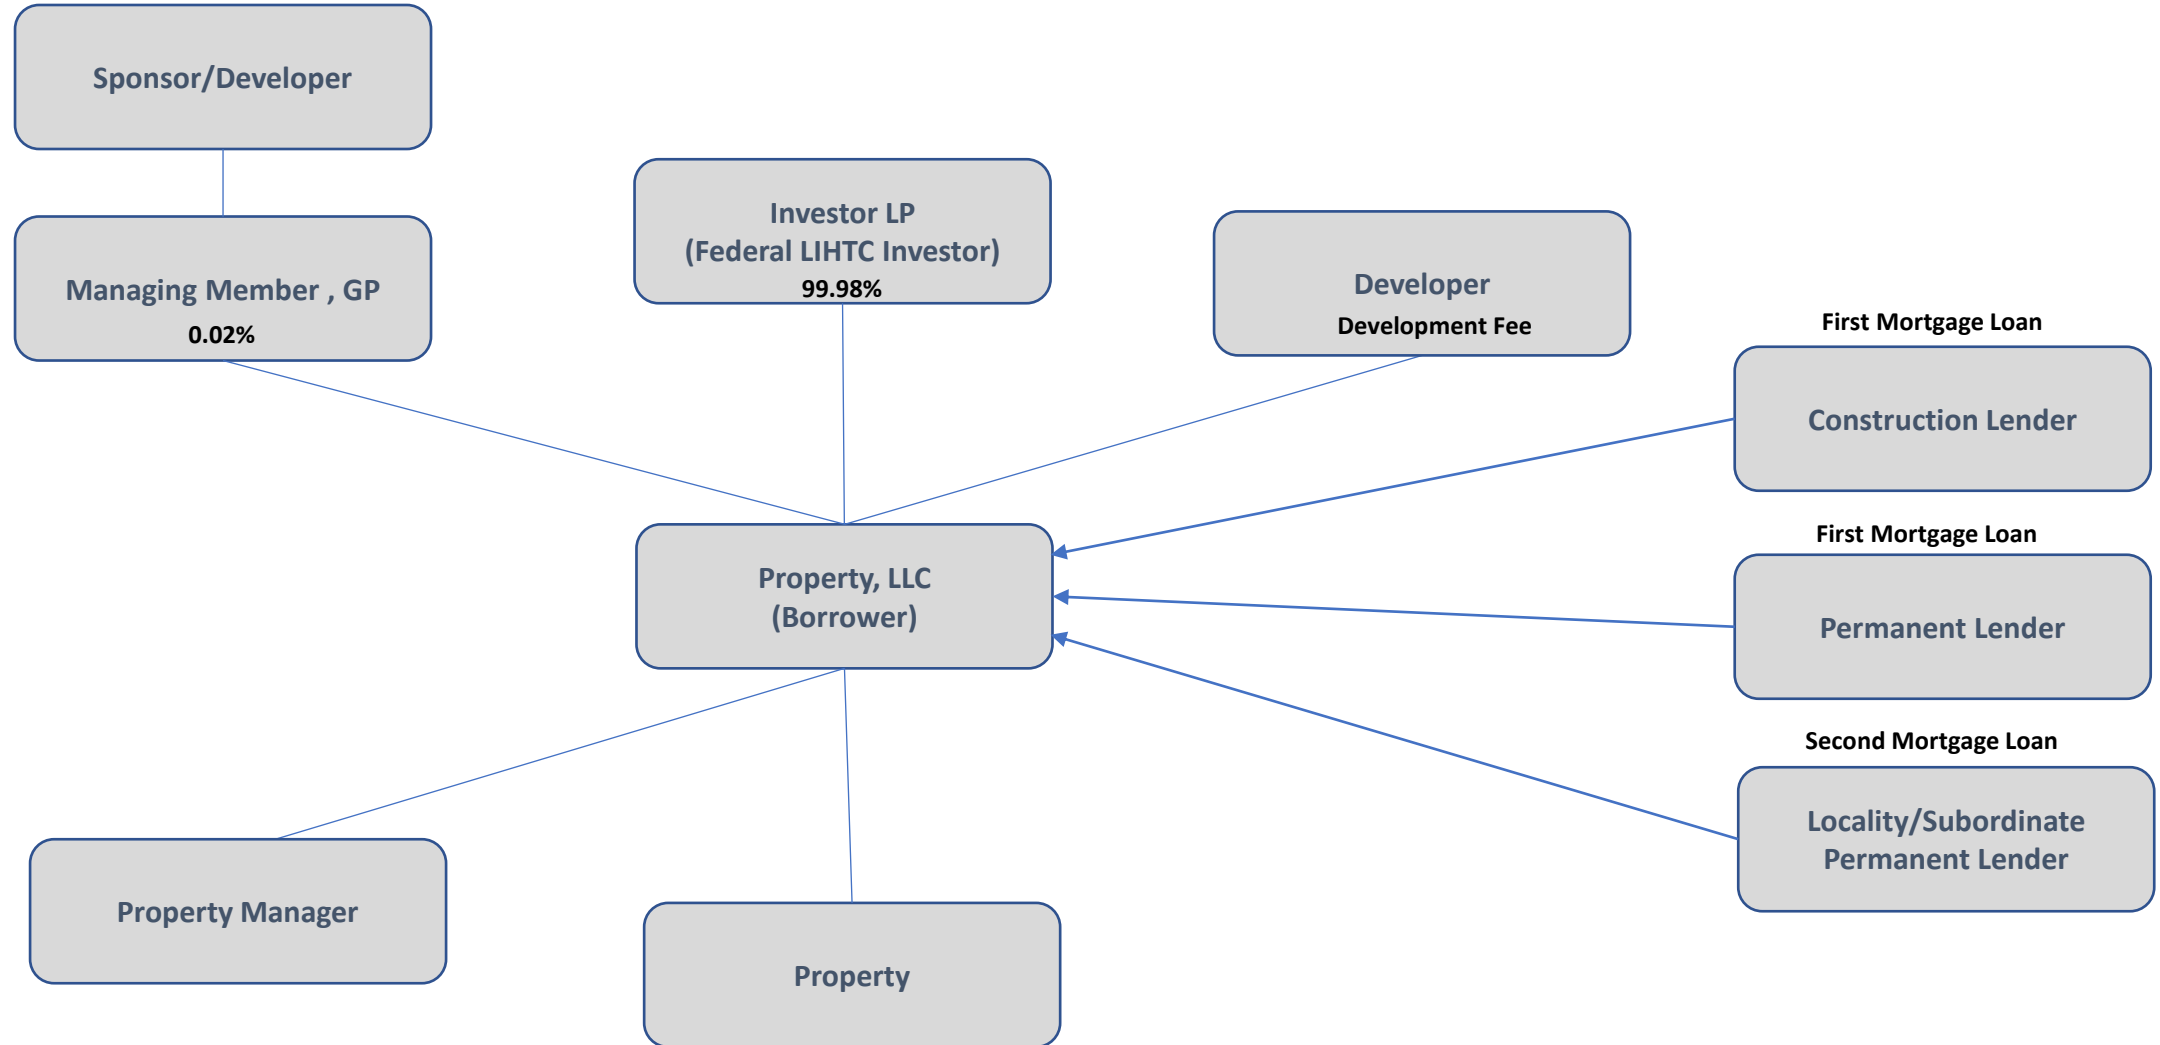 Sponsor/Developer
Managing Member , GP
0.02%
Investor LP
(Federal LIHTC Investor)
99.98%
Developer
Development Fee
First Mortgage Loan
Construction Lender
First Mortgage Loan
Permanent Lender
Second Mortgage Loan
Locality/Subordinate
Permanent Lender
Property, LLC
(Borrower)
Property Manager
Property